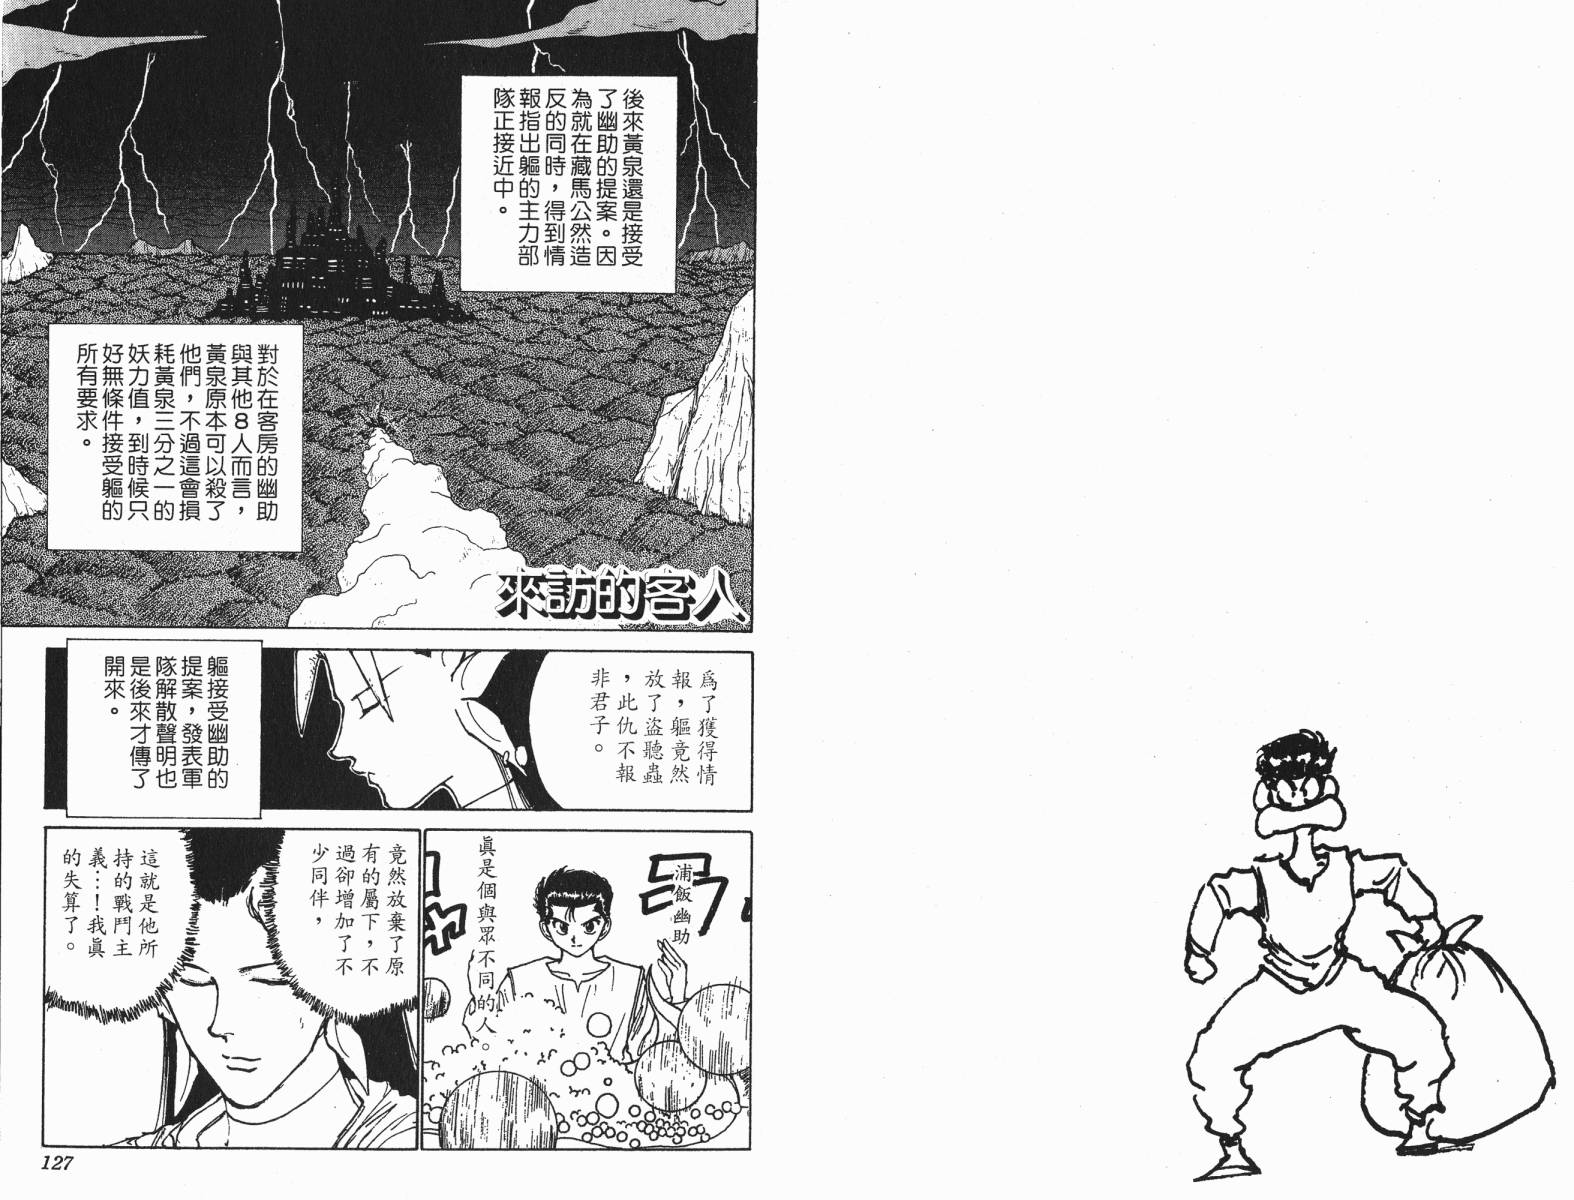 後來黃泉還是接受
了幽助的提案。因
為就在藏馬公然造
反的同時，得到情
報指出軀的主力部
隊正接近中。
對於在客房的幽助
與其他8人而言，
黃泉原本可以殺了
他們，不過這會損
耗黃泉三分之一的
妖力值，到時候只
好無條件接受軀的
所有要求。
來訪的客人
為了獲得情
報，軀竟然
放了盜聽蟲
，此仇不報
非君子。
軀接受幽助的
提案，發表軍
隊解散聲明也
是後來才傳了
開來。
浦飯幽助
眞是個與眾不同的人。
竟然放棄了原
有的屬下，不
過卻增加了不
少同伴，
這就是他所
持的戰鬥主
義…！我眞
的失算了。
127